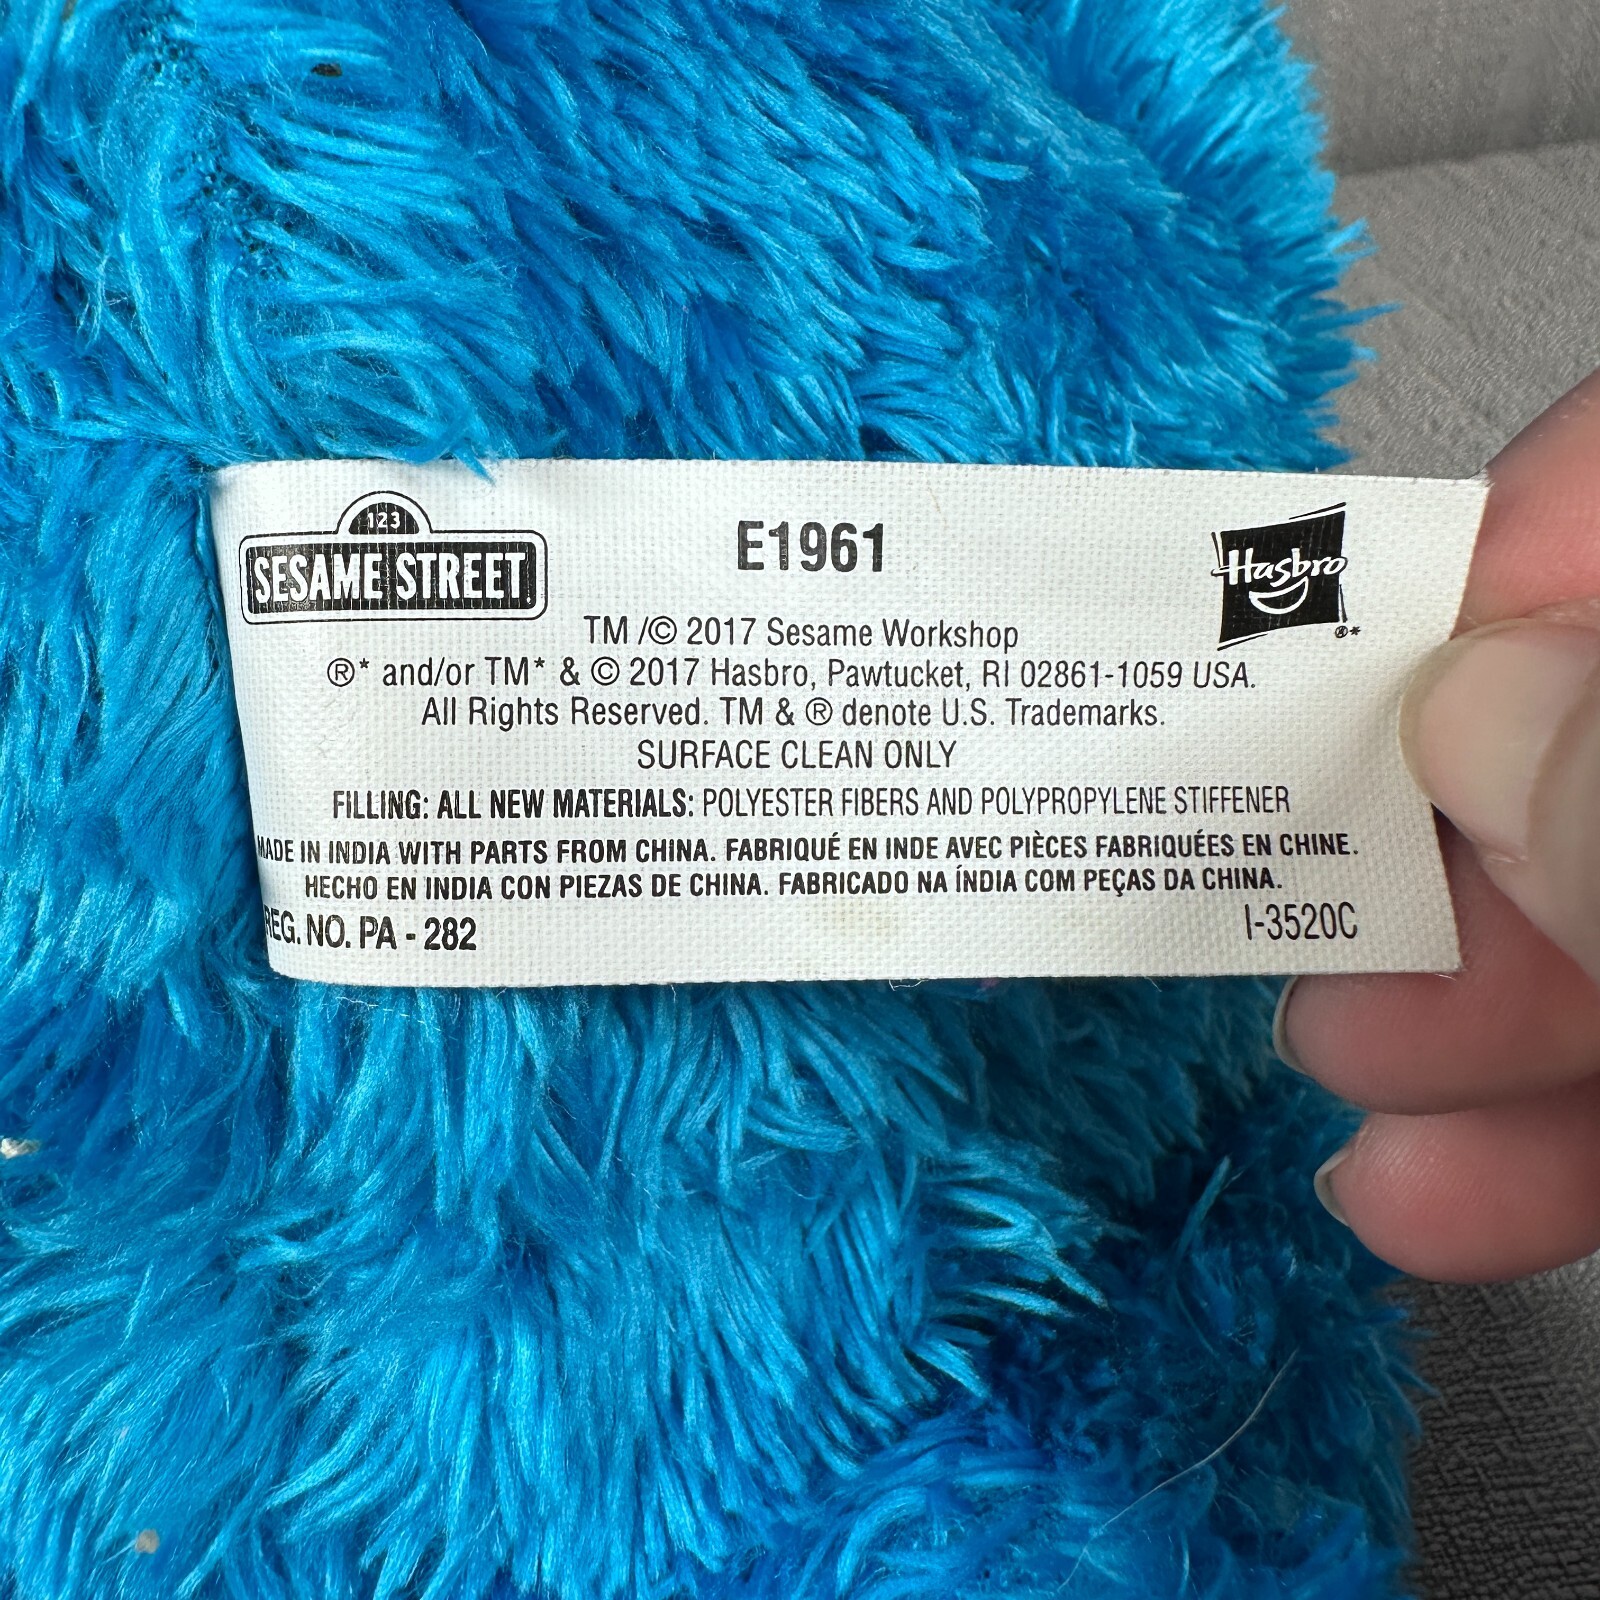 123
SESAME STREET
E1961
Hasbro
®*
TM /© 2017 Sesame Workshop
®* and/or TM* & © 2017 Hasbro, Pawtucket, RI 02861-1059 USA.
All Rights Reserved. TM & ® denote U.S. Trademarks.
SURFACE CLEAN ONLY
FILLING: ALL NEW MATERIALS: POLYESTER FIBERS AND POLYPROPYLENE STIFFENER
MADE IN INDIA WITH PARTS FROM CHINA. FABRIQUÉ EN INDE AVEC PIÈCES FABRIQUÉES EN CHINE.
HECHO EN INDIA CON PIEZAS DE CHINA. FABRICADO NA ÍNDIA COM PEÇAS DA CHINA.
REG. NO. PA - 282
I-3520C